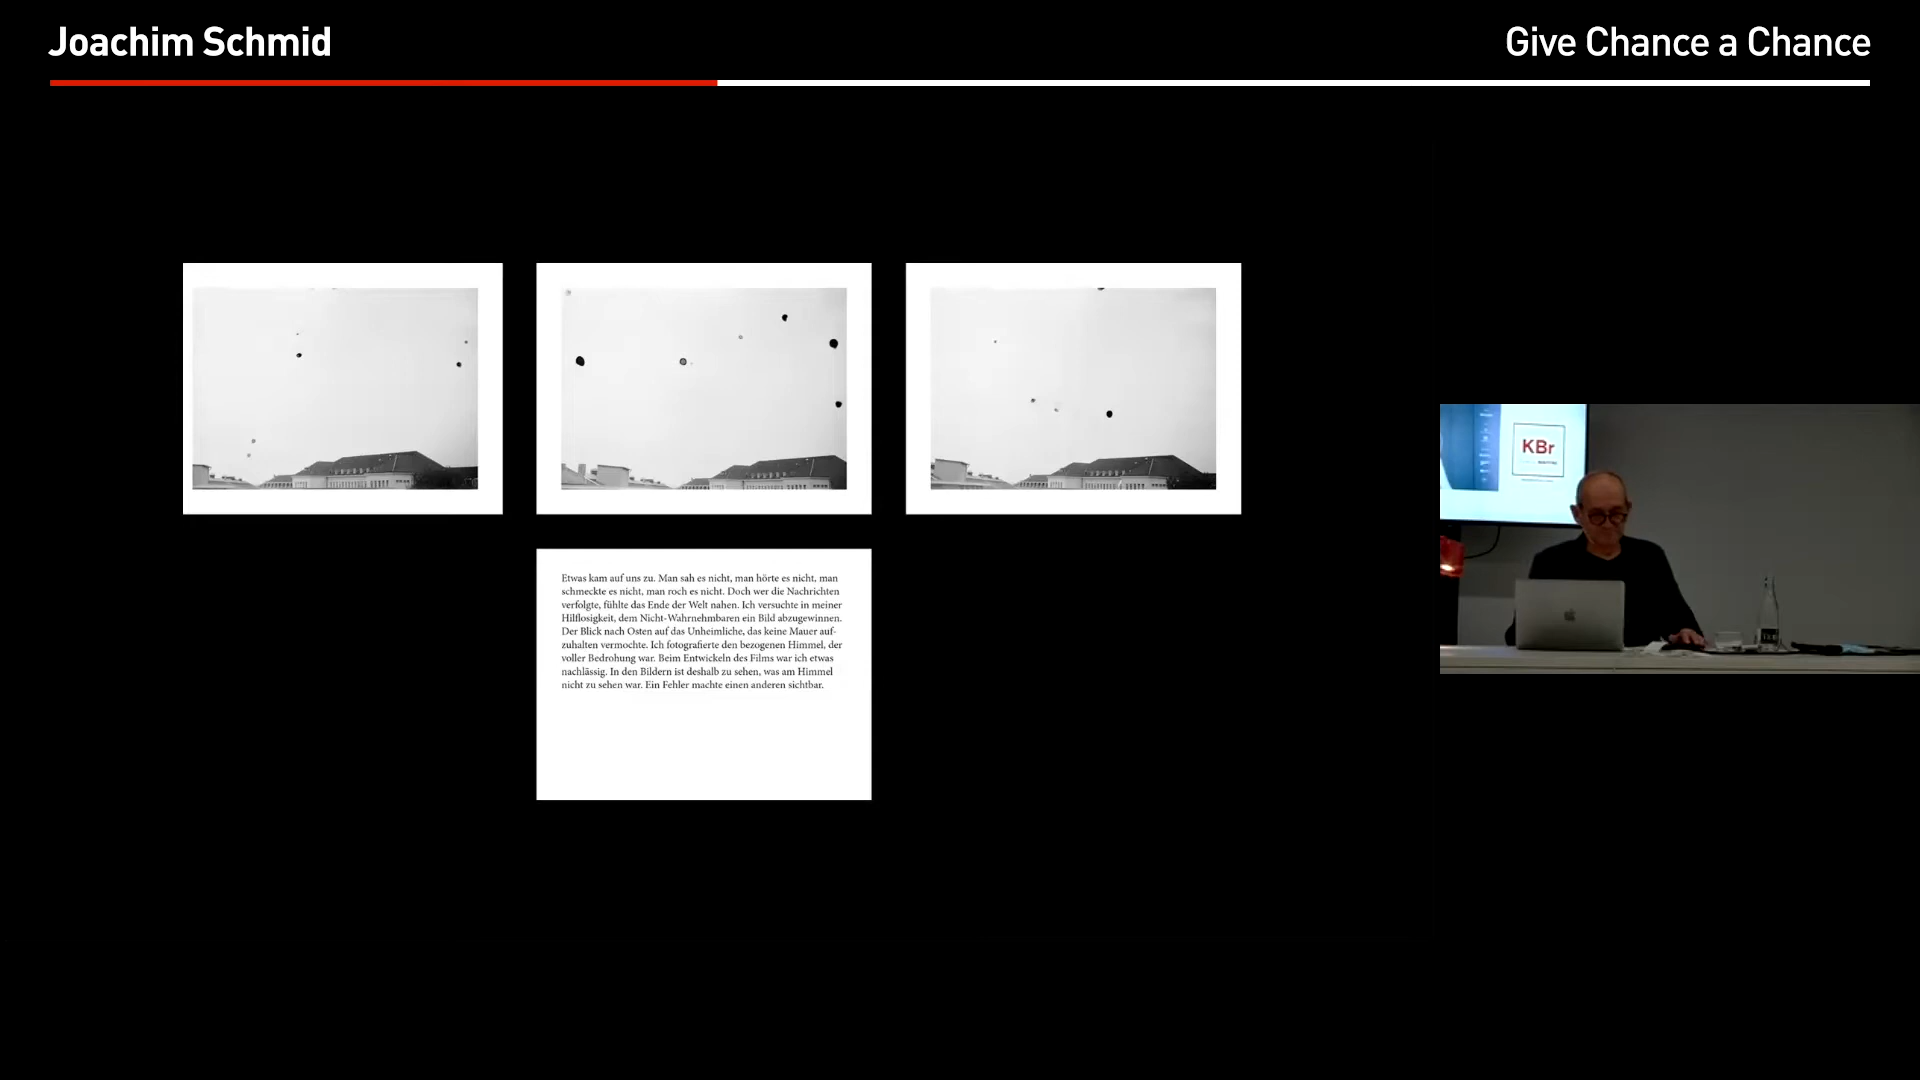 Joachim Schmid
Give Chance a Chance
Etwas kam auf uns zu. Man sah es nicht, man hörte es nicht, man
schmeckte es nicht, man roch es nicht. Doch wer die Nachrichten
verfolgte, fühlte das Ende der Welt nahen. Ich versuchte in meiner
Hilflosigkeit, dem Nicht-Wahrnehmbaren ein Bild abzugewinnen.
Der Blick nach Osten auf das Unheimliche, das keine Mauer auf-
zuhalten vermochte. Ich fotografierte den bezogenen Himmel, der
voller Bedrohung war. Beim Entwickeln des Films war ich etwas
nachlässig. In den Bildern ist deshalb zu sehen, was am Himmel
nicht zu sehen war. Ein Fehler machte einen anderen sichtbar.
KBr